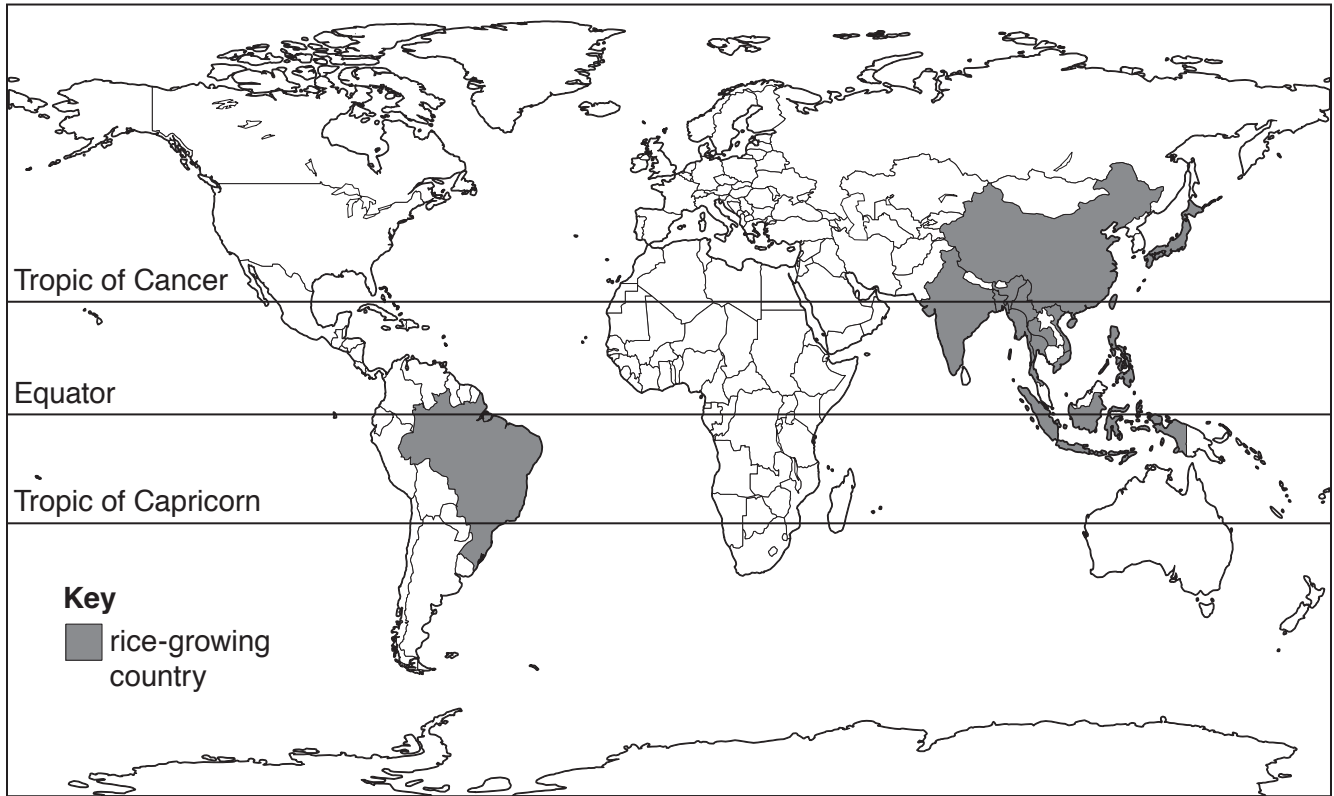 Tropic of Cancer
Equator
Tropic of Capricorn
Key
rice-growing
country